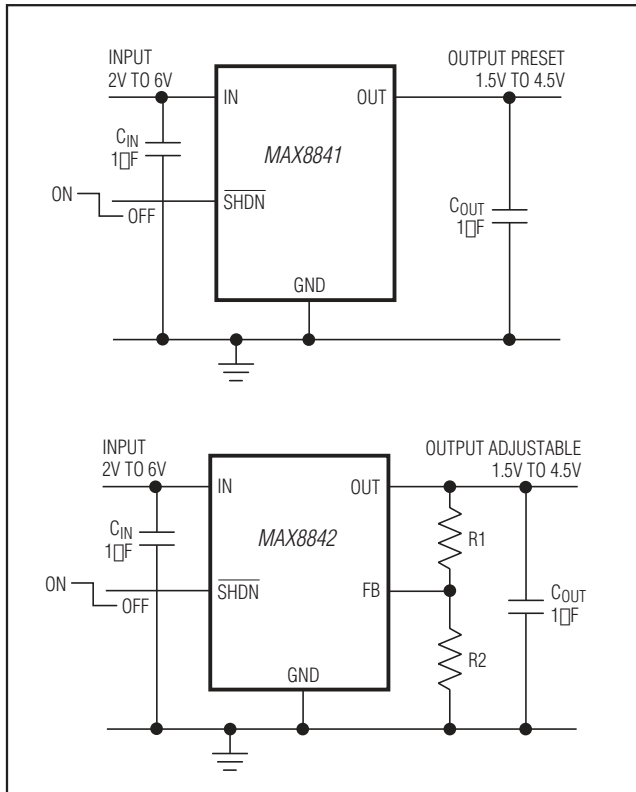 INPUT
2V TO 6V
OUTPUT PRESET
1.5V TO 4.5V
IN
OUT
CIN
1▯F
MAX8841
ON
OFF
SHDN
COUT
1▯F
GND
INPUT
2V TO 6V
OUTPUT ADJUSTABLE
1.5V TO 4.5V
IN
OUT
CIN
1▯F
MAX8842
R1
ON
OFF
SHDN
FB
COUT
1▯F
R2
GND